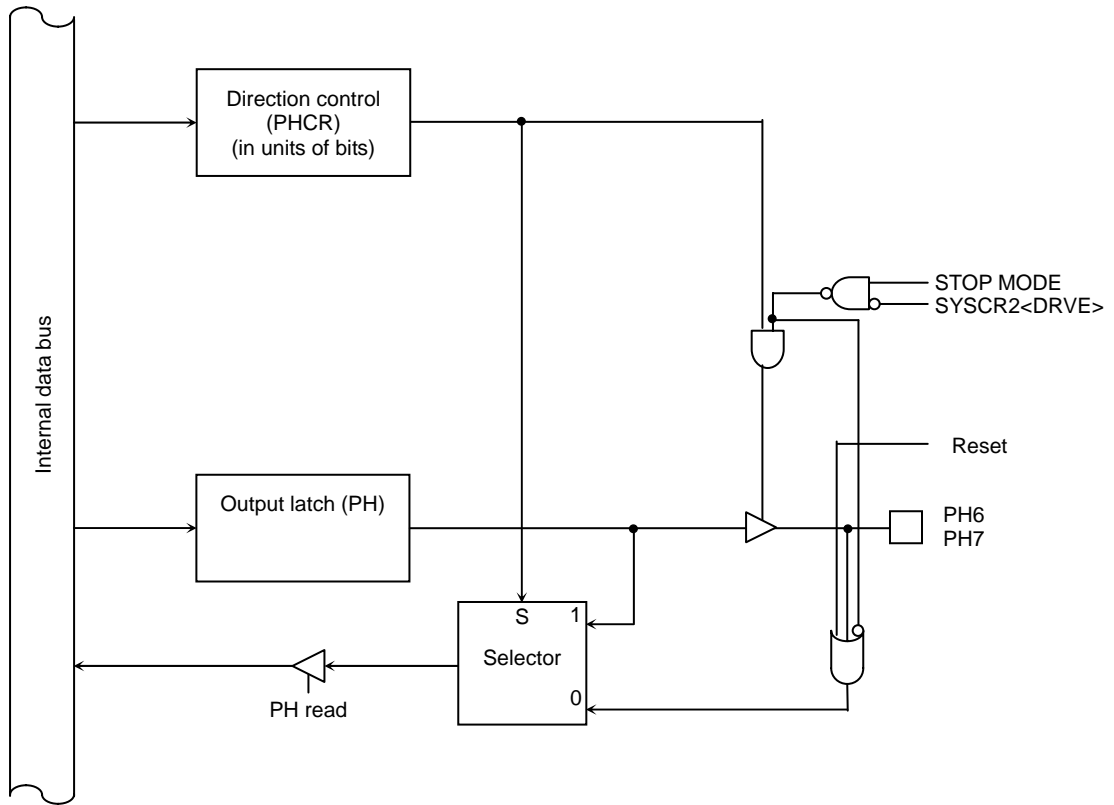 Direction control
(PHCR)
(in units of bits)
STOP MODE
SYSCR2<DRVE>
Internal data bus
Reset
Output latch (PH)
PH6
PH7
S
1
Selector
0
PH read